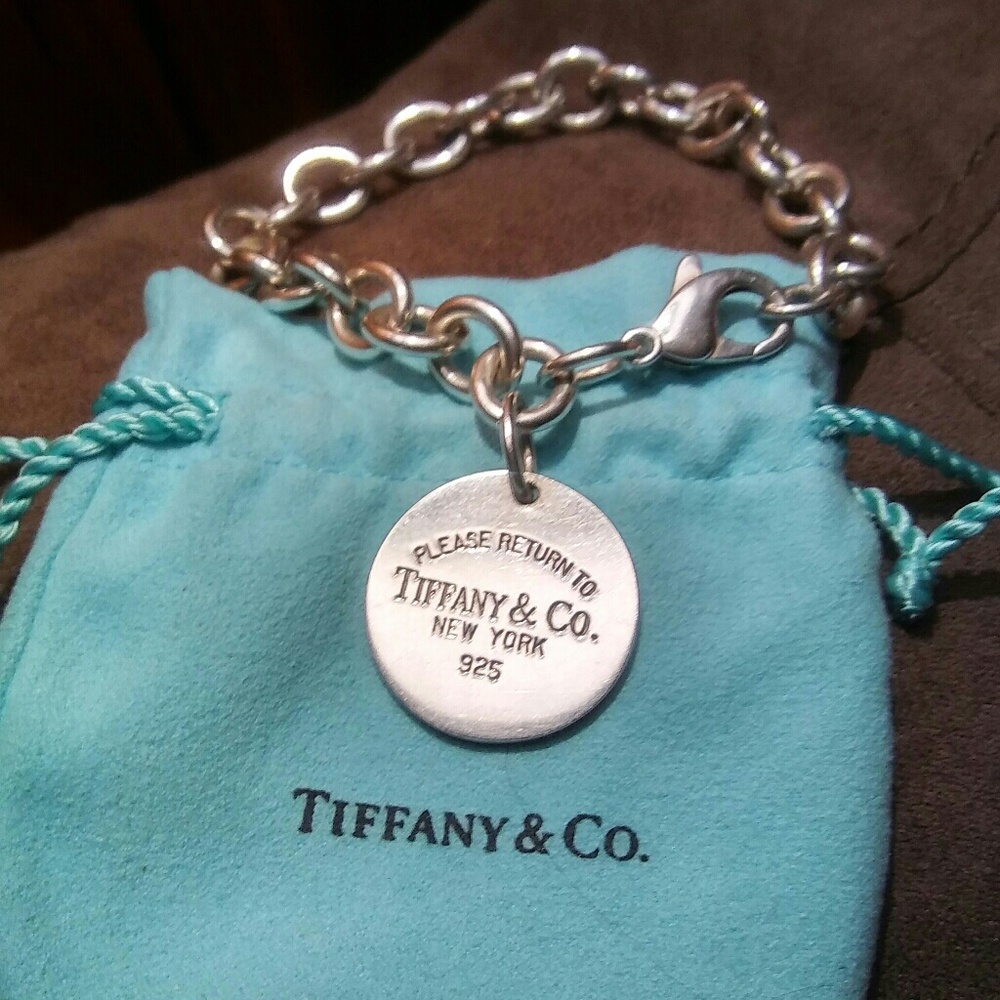 PLEASE RETURN TO
TIFFANY & CO.
NEW YORK
925
TIFFANY & CO.